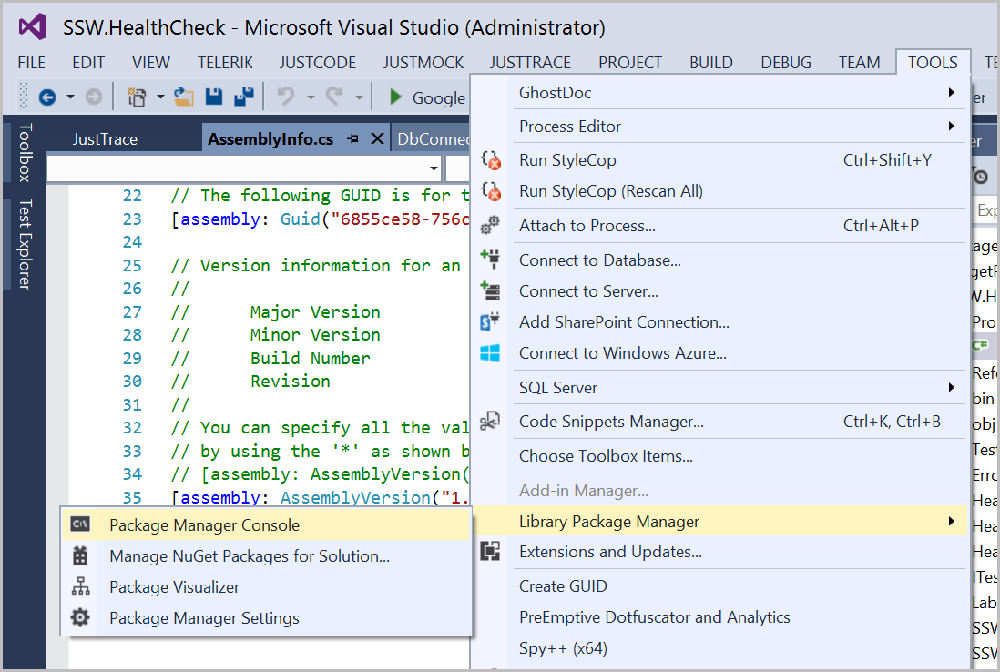 SSW.HealthCheck - Microsoft Visual Studio (Administrator)
FILE EDIT VIEW TELERIK JUSTCODE JUSTMOCK JUSTTRACE PROJECT BUILD DEBUG TEAM TOOLS TE
Google
Toolbox
Test Explorer
JustTrace AssemblyInfo.cs DbConnec
22 // The following GUID is for t
23 [assembly: Guid("6855ce58-756c
24
25 // Version information for an
26 //
27 // Major Version
28 // Minor Version
29 // Build Number
30 // Revision
31 //
32 // You can specify all the val
33 // by using the '*' as shown b
34 // [assembly: AssemblyVersion(
35 [assembly: AssemblyVersion("1.
GhostDoc
Process Editor
Run StyleCop Ctrl+Shift+Y
Run StyleCop (Rescan All)
Attach to Process... Ctrl+Alt+P
Connect to Database...
Connect to Server...
Add SharePoint Connection...
Connect to Windows Azure...
SQL Server
Code Snippets Manager... Ctrl+K, Ctrl+B
Choose Toolbox Items...
Add-in Manager...
Library Package Manager
Extensions and Updates...
Create GUID
PreEmptive Dotfuscator and Analytics
Spy++ (x64)
Package Manager Console
Manage NuGet Packages for Solution...
Package Visualizer
Package Manager Settings
er
er
Exp
age
getP
W.H
Pro
C#
Refe
bin
obj
Test
Erro
Hea
Hea
Hea
ITes
Lab
SSW
SSW